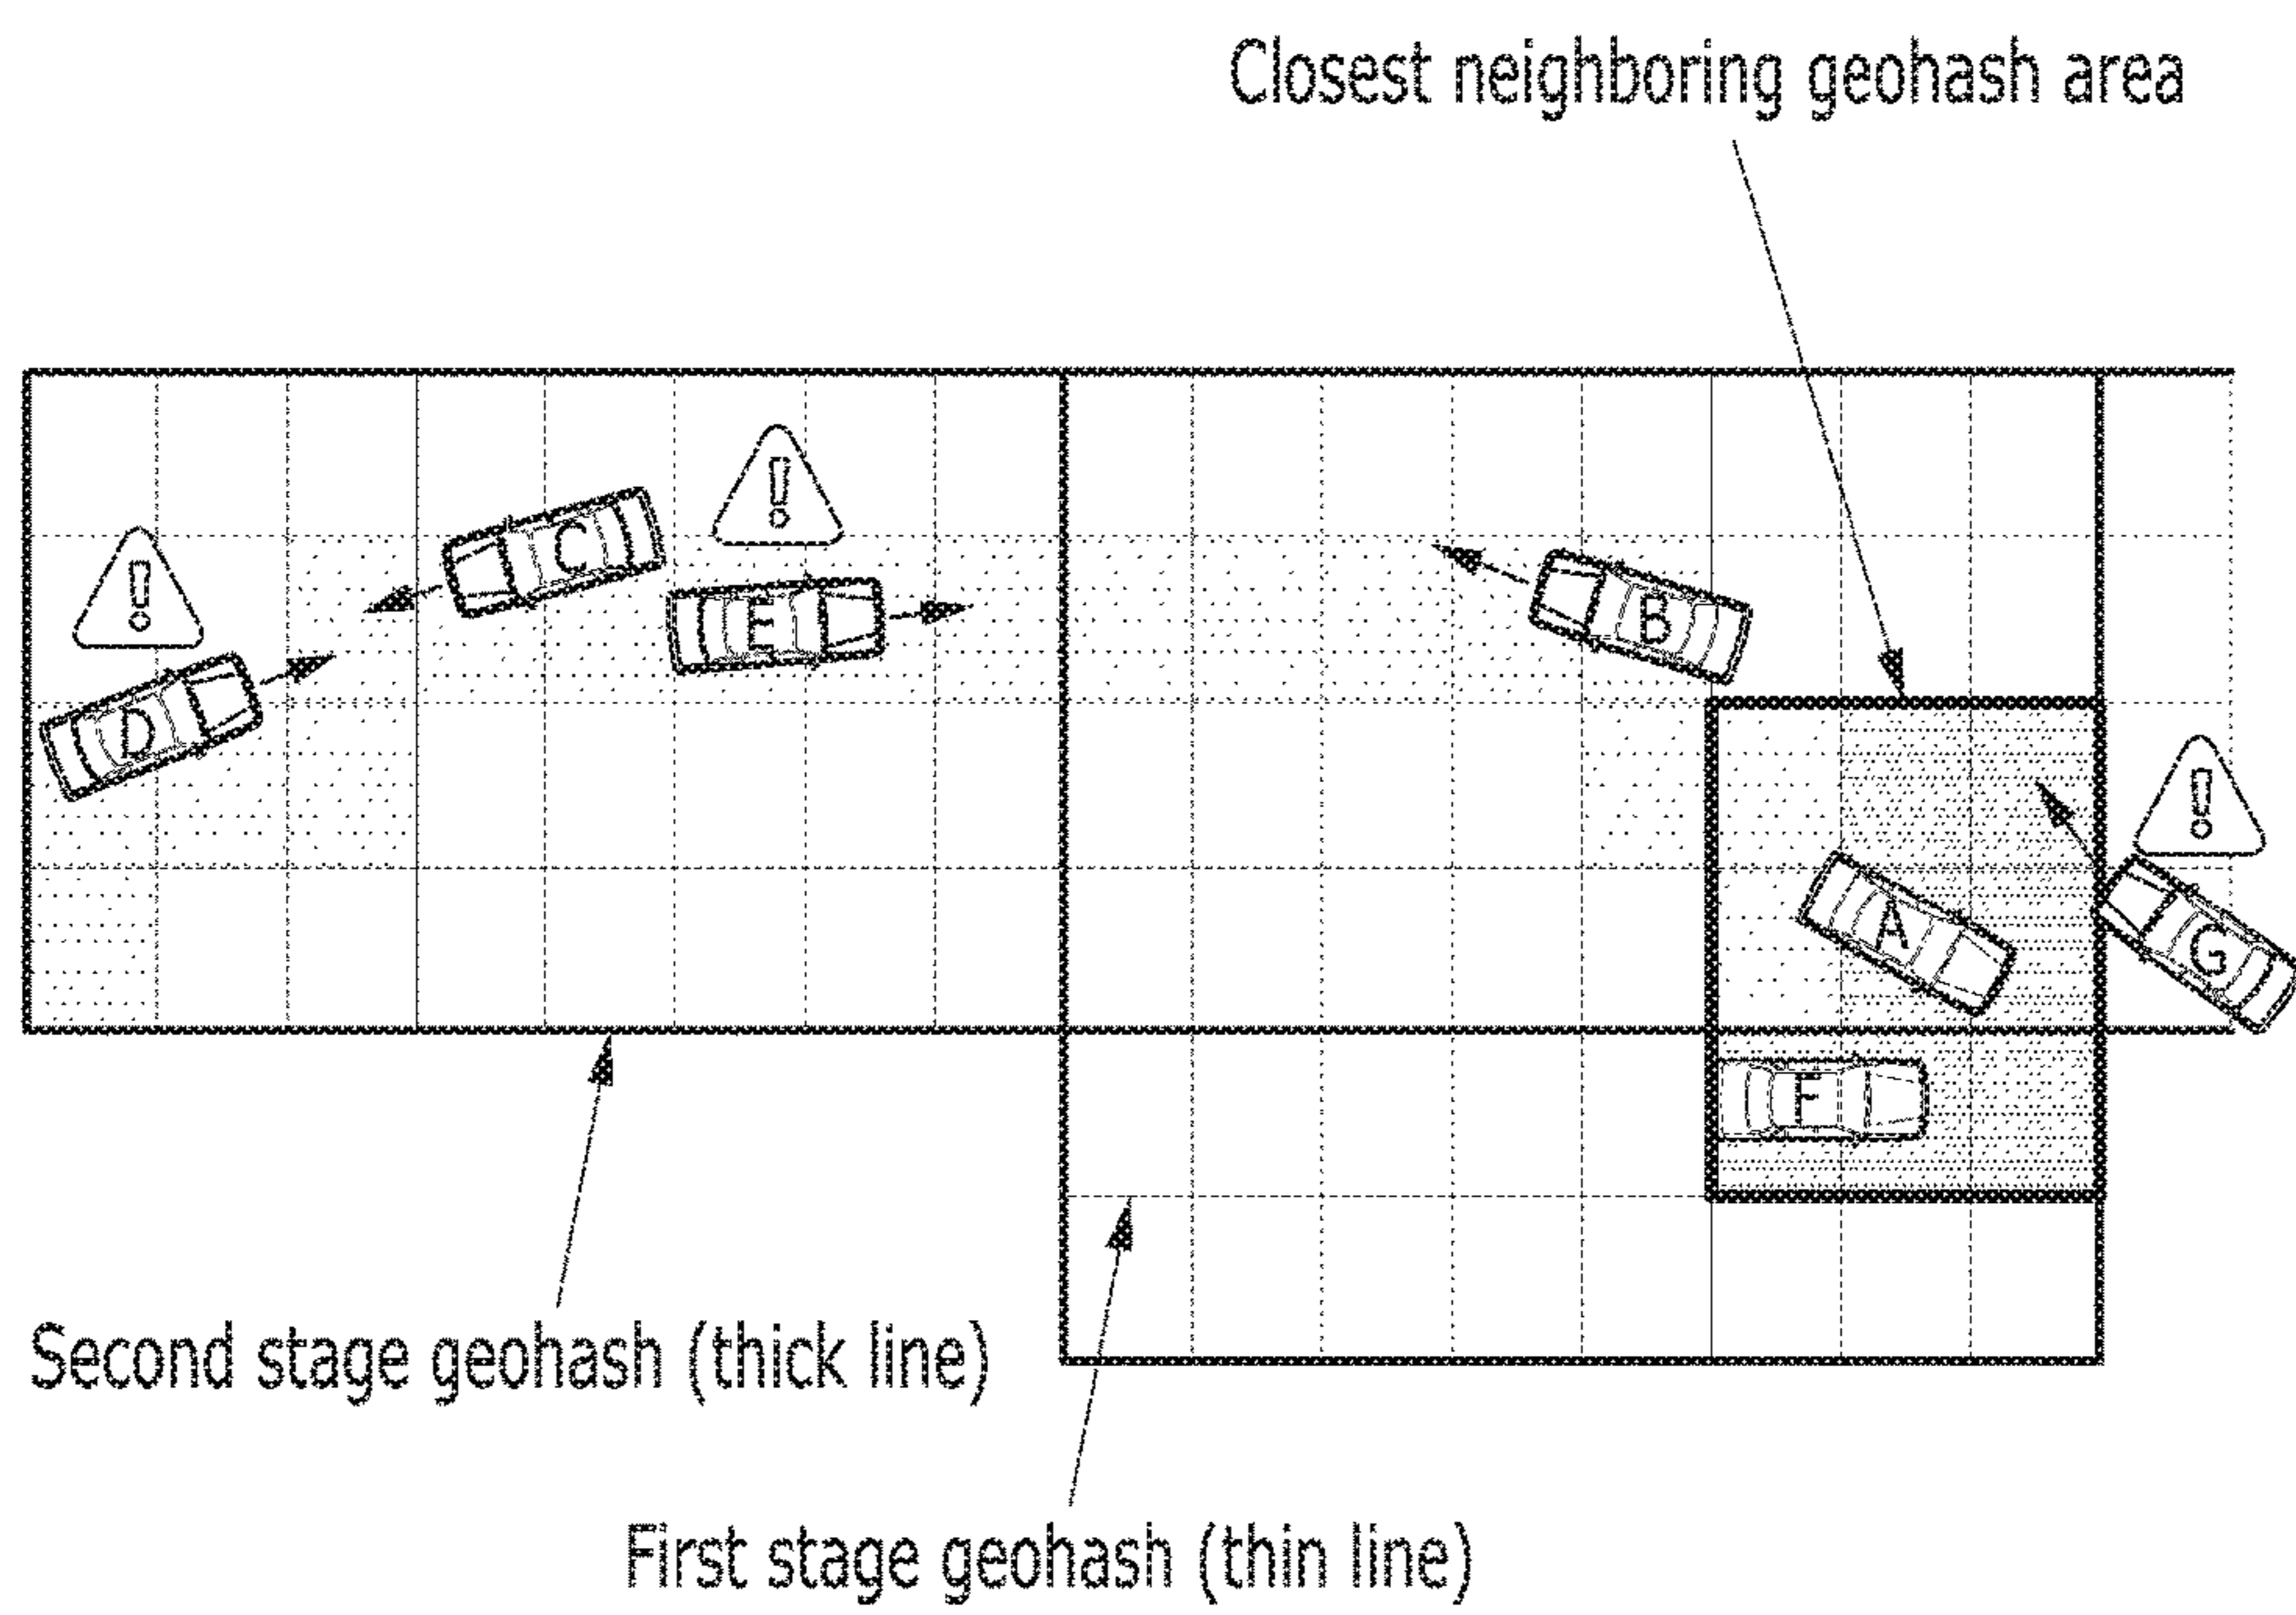 Closest neighboring geohash area
!
C
!
E
B
D
!
A
G
F
Second stage geohash (thick line)
First stage geohash (thin line)